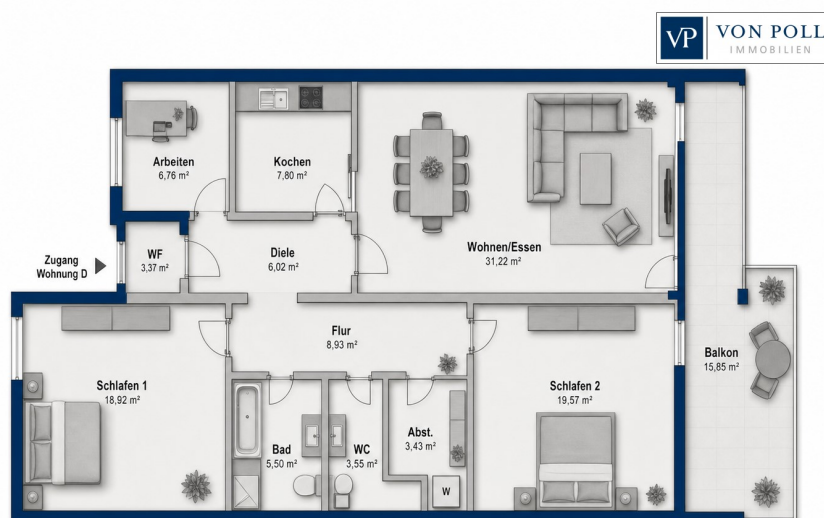 VP
VON POLL
IMMOBILIEN
Arbeiten
6,76 m²
Kochen
7,80 m²
Wohnen/Essen
31,22 m²
Zugang
Wohnung D
WF
3,37 m²
Diele
6,02 m²
Flur
8,93 m²
Balkon
15,85 m²
Schlafen 1
18,92 m²
Schlafen 2
19,57 m²
Bad
5,50 m²
WC
3,55 m²
Abst.
3,43 m²
W